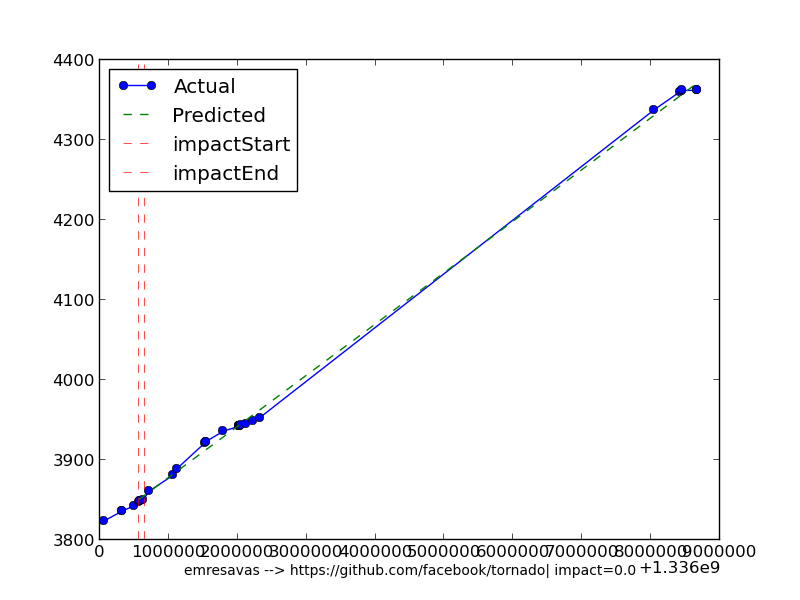 4400
4300
4200
4100
4000
3900
3800
Actual
Predicted
impactStart
impactEnd
0 1000000 2000000 3000000 4000000 5000000 6000000 7000000 8000000 9000000
emresavas --> https://github.com/facebook/tornado| impact=0.0 +1.336e9